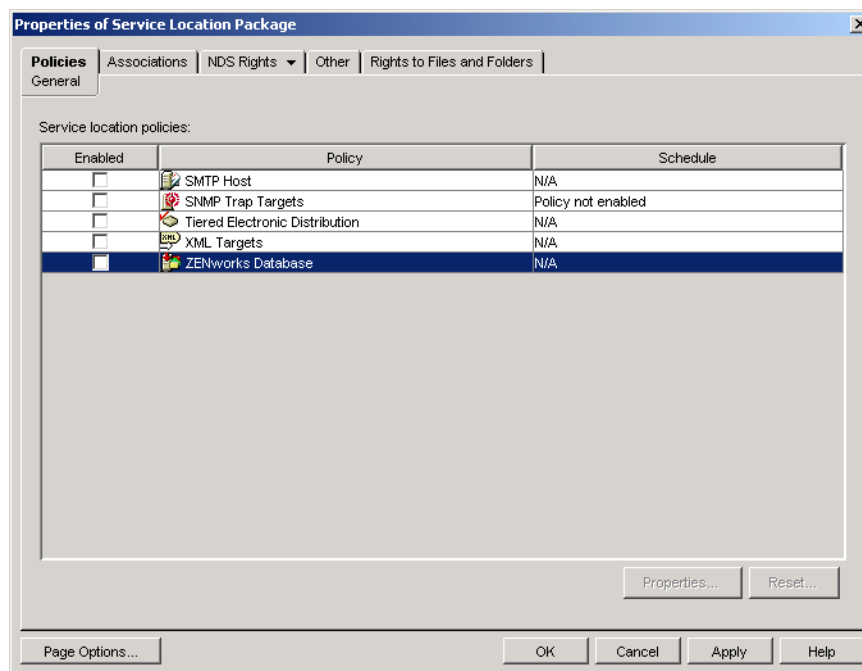 Properties of Service Location Package
Policies Associations NDS Rights Other Rights to Files and Folders
General
Service location policies:
Enabled Policy Schedule
SMTP Host N/A
SNMP Trap Targets Policy not enabled
Tiered Electronic Distribution N/A
XML XML Targets N/A
ZENworks Database N/A
Properties... Reset...
Page Options... OK Cancel Apply Help